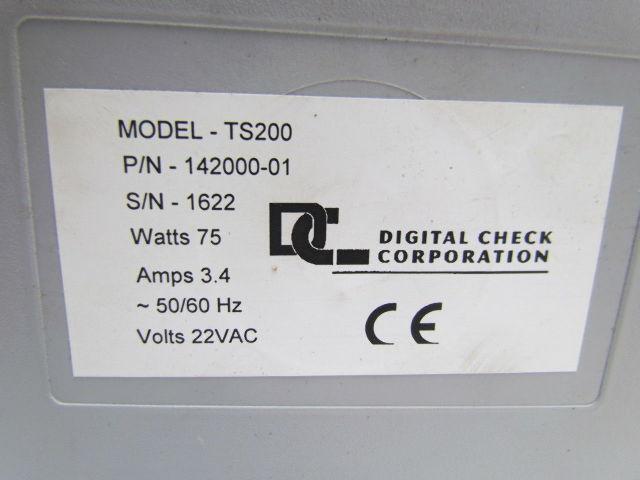 MODEL - TS200
P/N - 142000-01
S/N - 1622
Watts 75
Amps 3.4
~ 50/60 Hz
Volts 22VAC
DC
DIGITAL CHECK
CORPORATION
CE